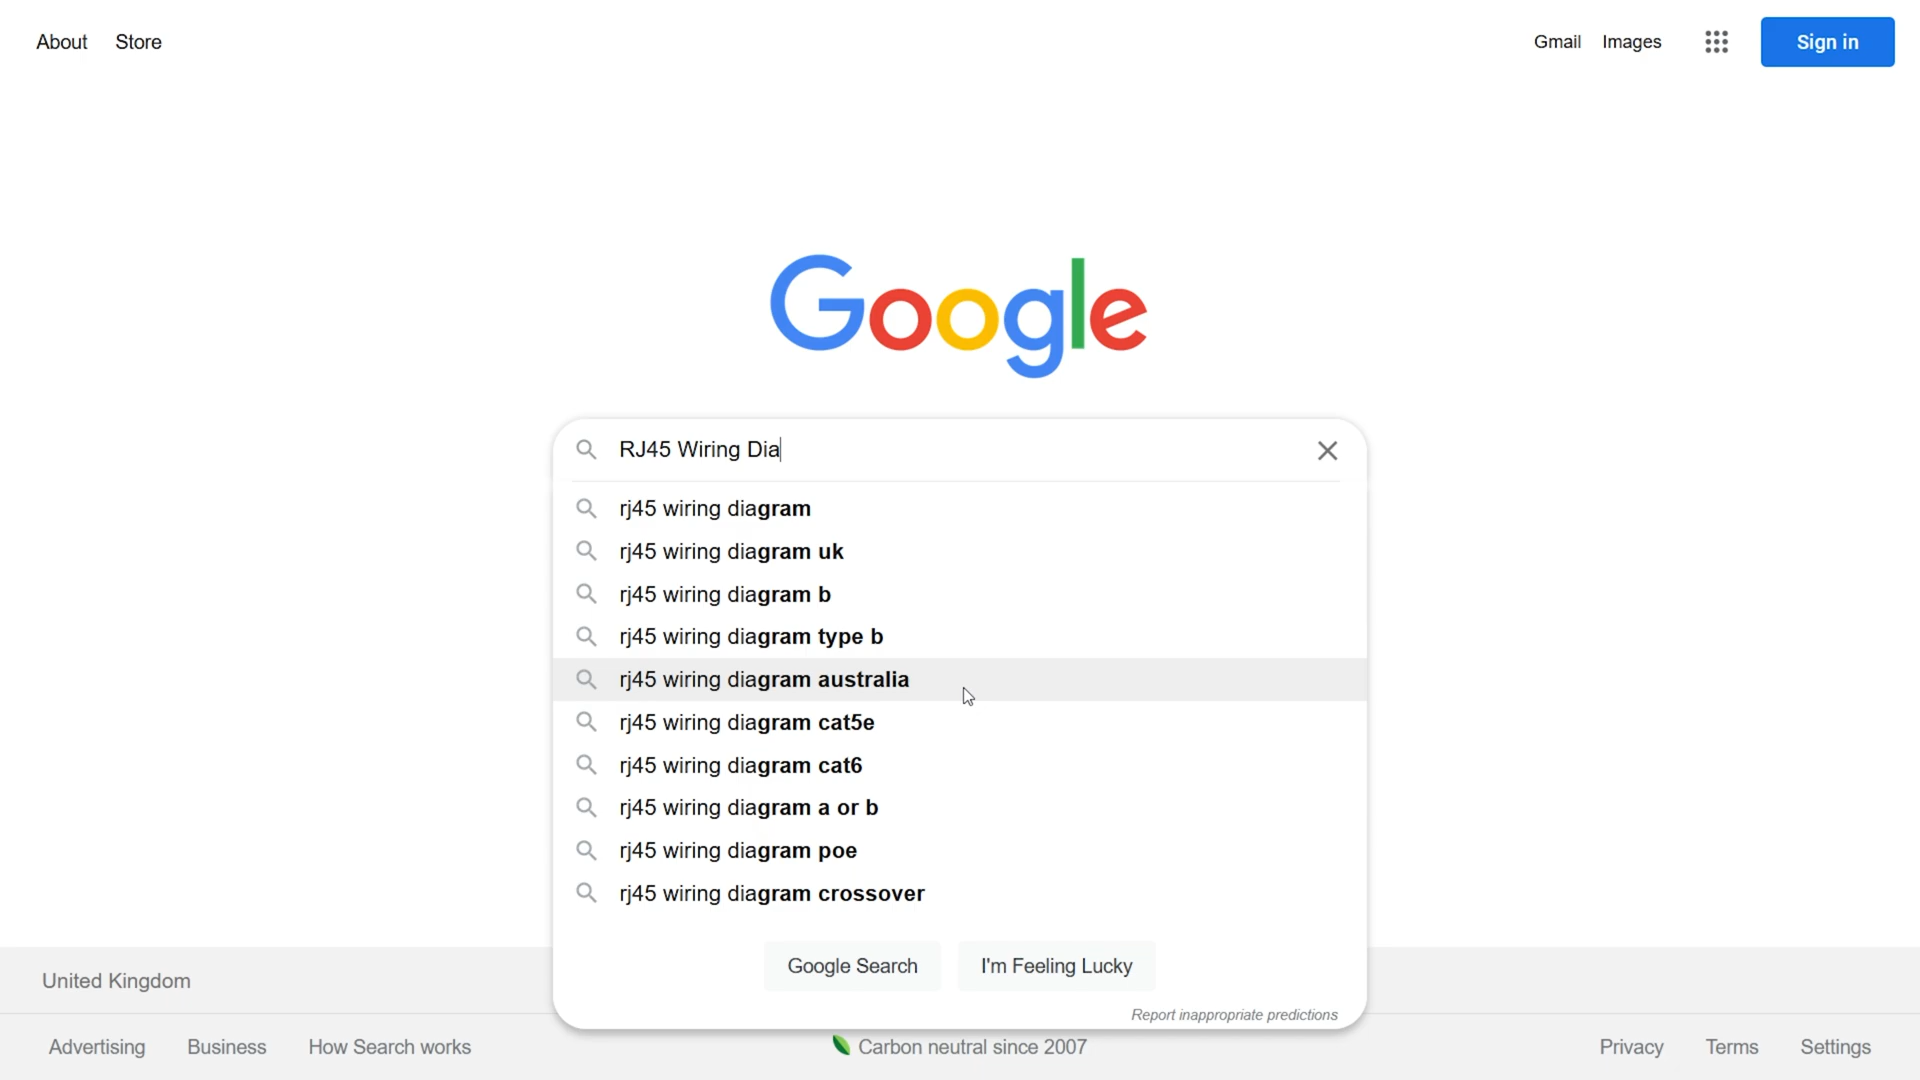 About Store
Gmail Images Sign in
Google
RJ45 Wiring Dia
rj45 wiring diagram
rj45 wiring diagram uk
rj45 wiring diagram b
rj45 wiring diagram type b
rj45 wiring diagram australia
rj45 wiring diagram cat5e
rj45 wiring diagram cat6
rj45 wiring diagram a or b
rj45 wiring diagram poe
rj45 wiring diagram crossover
Google Search I'm Feeling Lucky
United Kingdom
Report inappropriate predictions
Advertising Business How Search works
Carbon neutral since 2007
Privacy Terms Settings